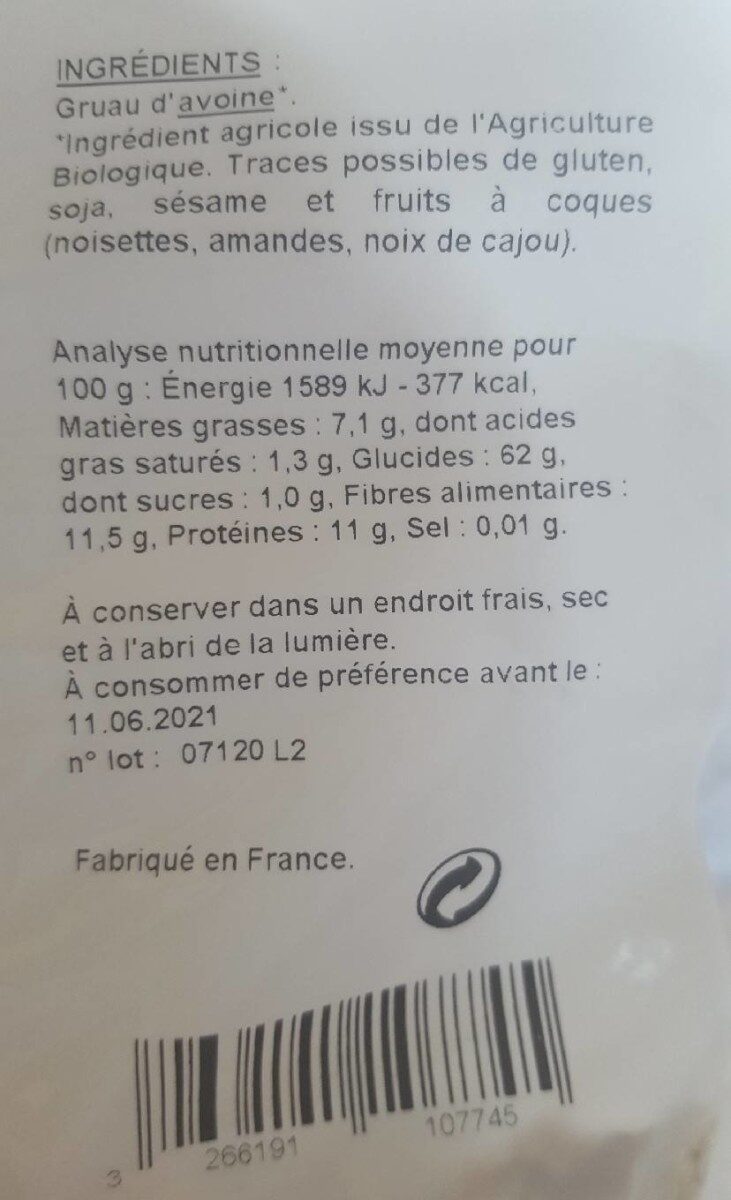 INGRÉDIENTS :
Gruau d'avoine*.
*Ingrédient agricole issu de l'Agriculture
Biologique. Traces possibles de gluten,
soja, sésame et fruits à coques
(noisettes, amandes, noix de cajou).
Analyse nutritionnelle moyenne pour
100 g : Énergie 1589 kJ - 377 kcal,
Matières grasses : 7,1 g, dont acides
gras saturés : 1,3 g, Glucides : 62 g,
dont sucres : 1,0 g, Fibres alimentaires :
11,5 g, Protéines : 11 g, Sel : 0,01 g.
À conserver dans un endroit frais, sec
et à l'abri de la lumière.
À consommer de préférence avant le :
11.06.2021
n° lot : 07120 L2
Fabriqué en France.
3 266191 107745